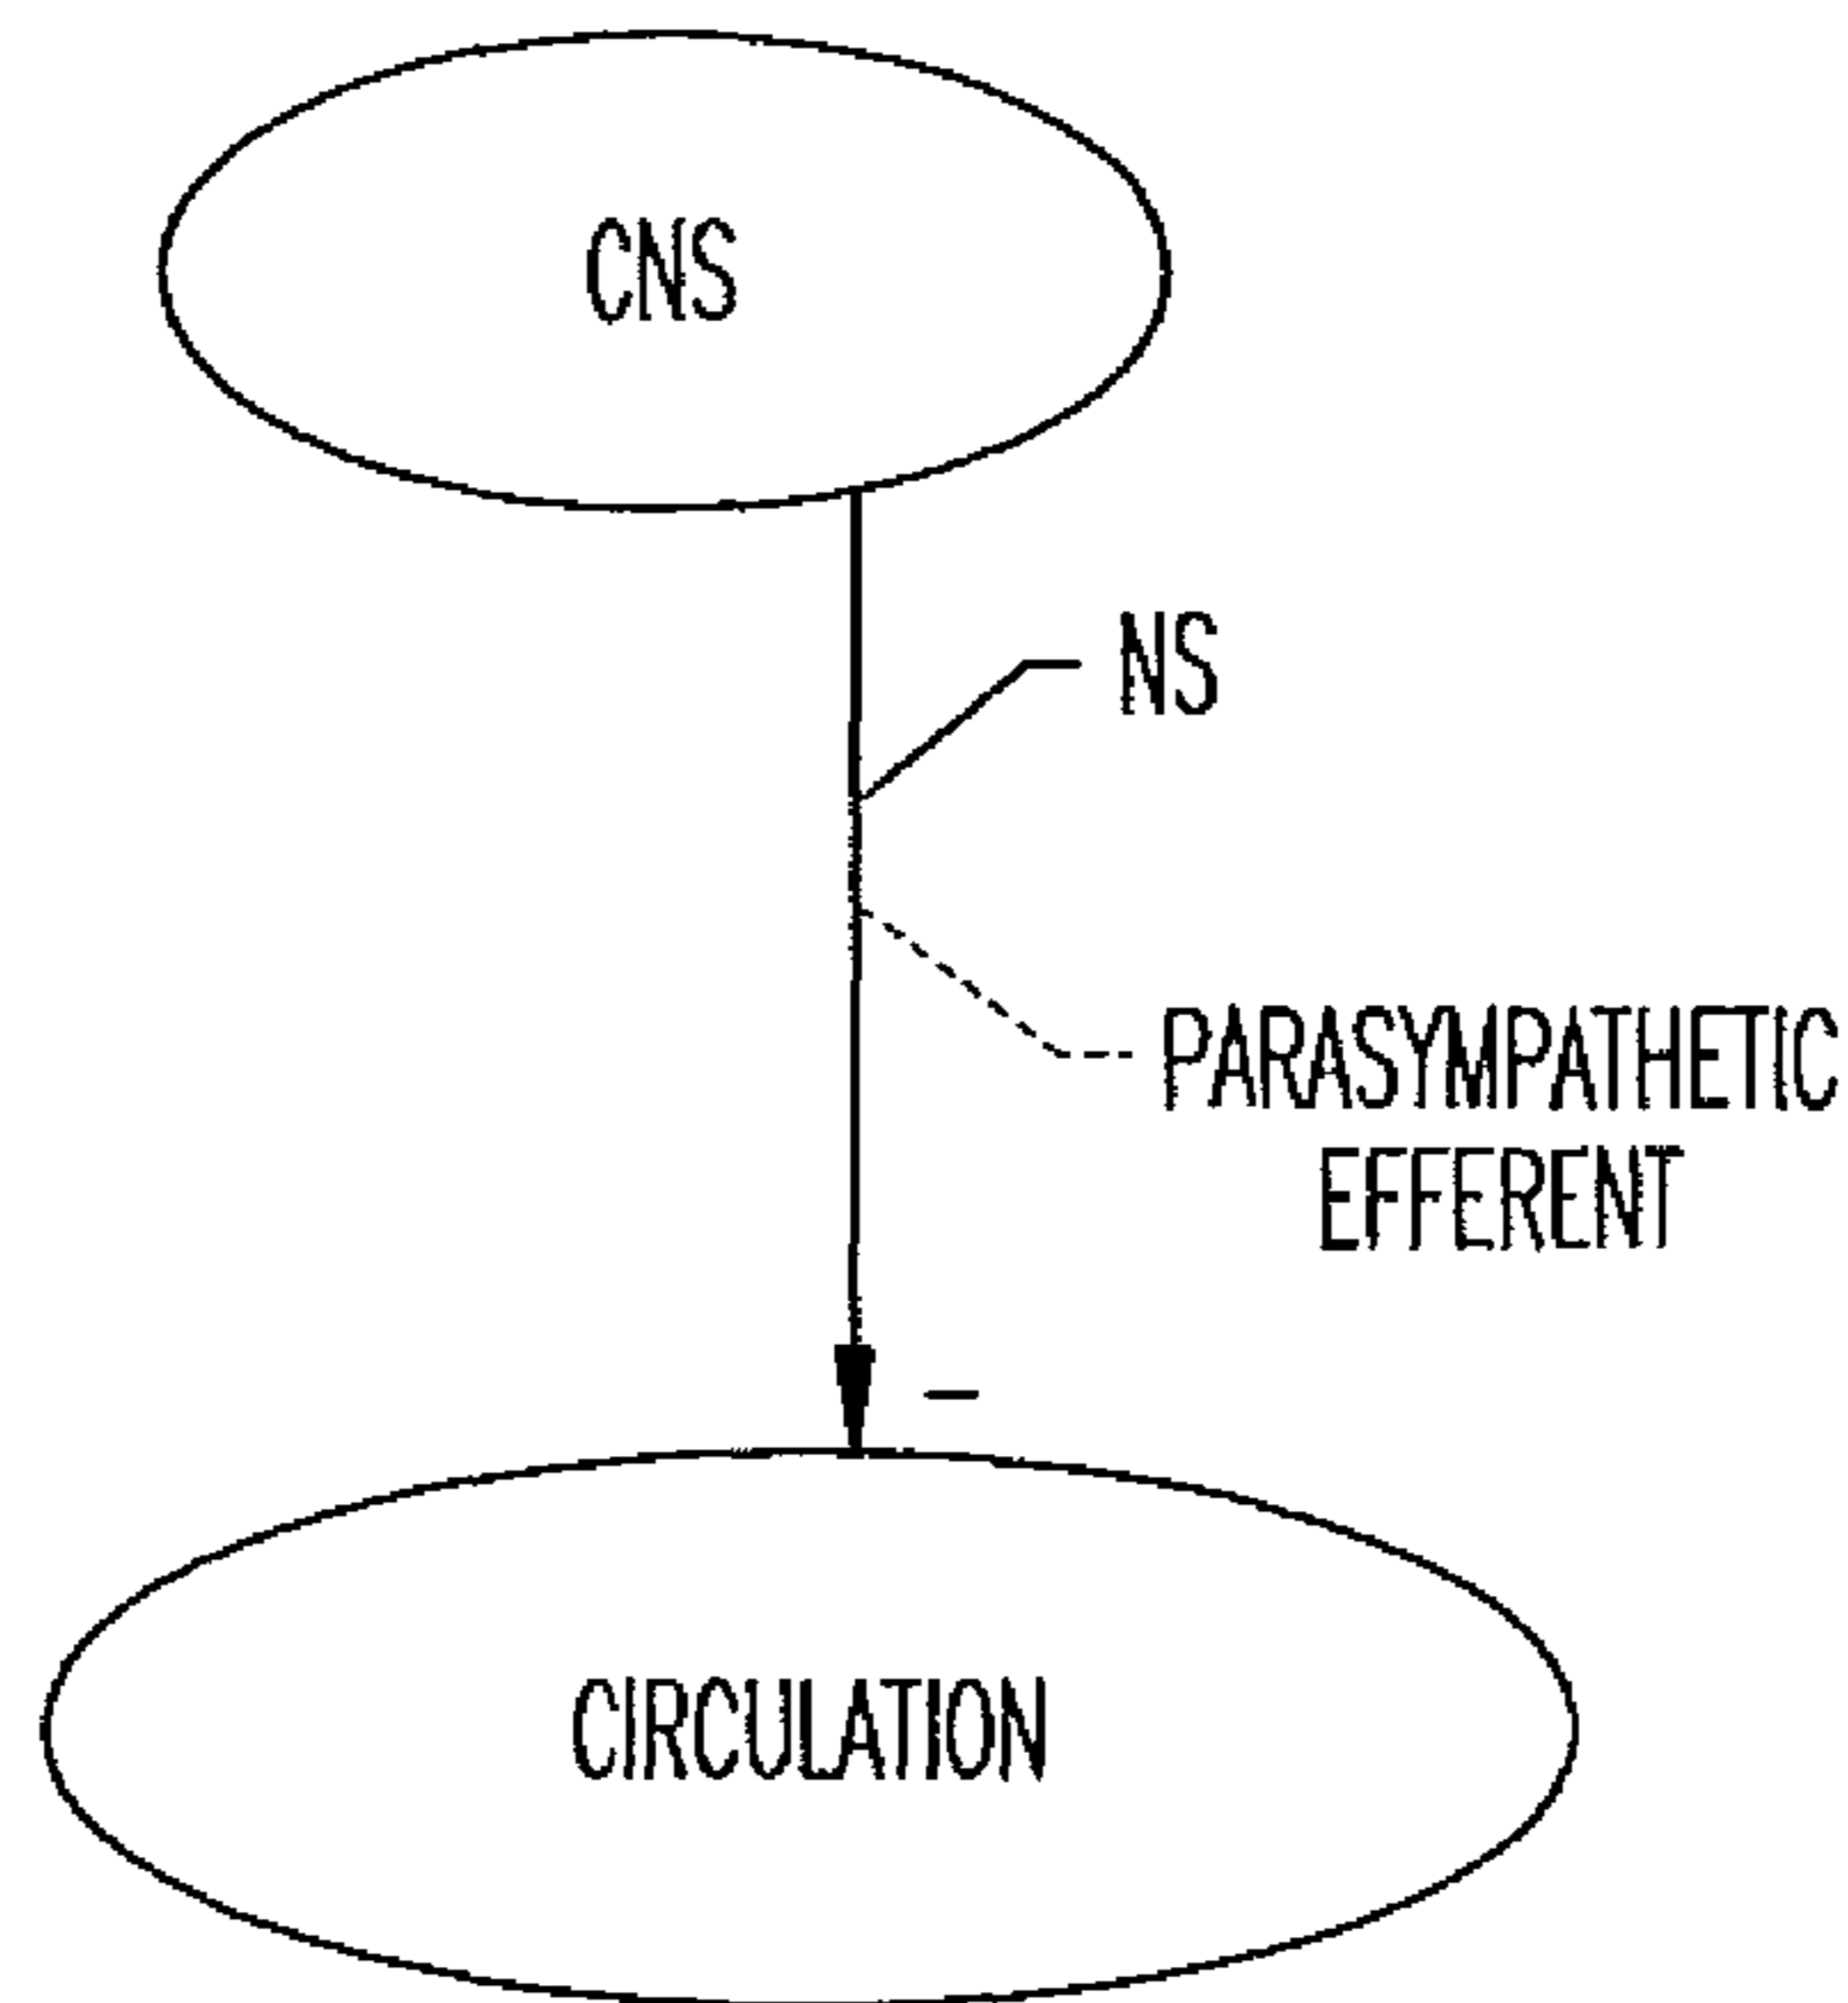 CNS
NS
PARASYMPATHETIC
EFFERENT
–
CIRCULATION